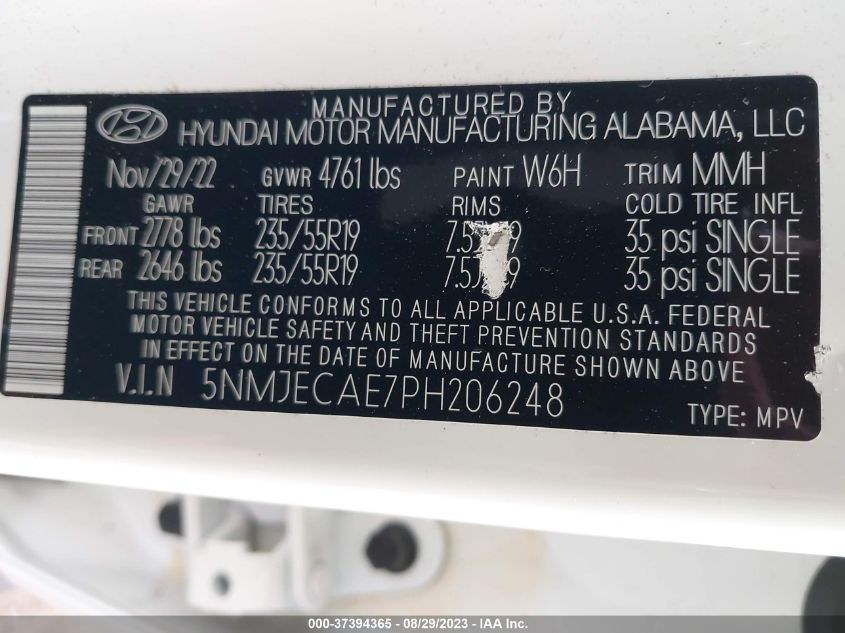 MANUFACTURED BY
HYUNDAI MOTOR MANUFACTURING ALABAMA, LLC
Nov/29/22 GVWR 4761 lbs PAINT W6H TRIM MMH
GAWR TIRES RIMS COLD TIRE INFL
FRONT 2778 lbs 235/55R19 35 psi SINGLE
REAR 2646 lbs 235/55R19 35 psi SINGLE
THIS VEHICLE CONFORMS TO ALL APPLICABLE U.S.A. FEDERAL
MOTOR VEHICLE SAFETY AND THEFT PREVENTION STANDARDS
IN EFFECT ON THE DATE OF MANUFACTURE SHOWN ABOVE
V.I.N 5NMJECAE7PH206248 TYPE: MPV
000-37394365 - 08/29/2023 - IAA Inc.